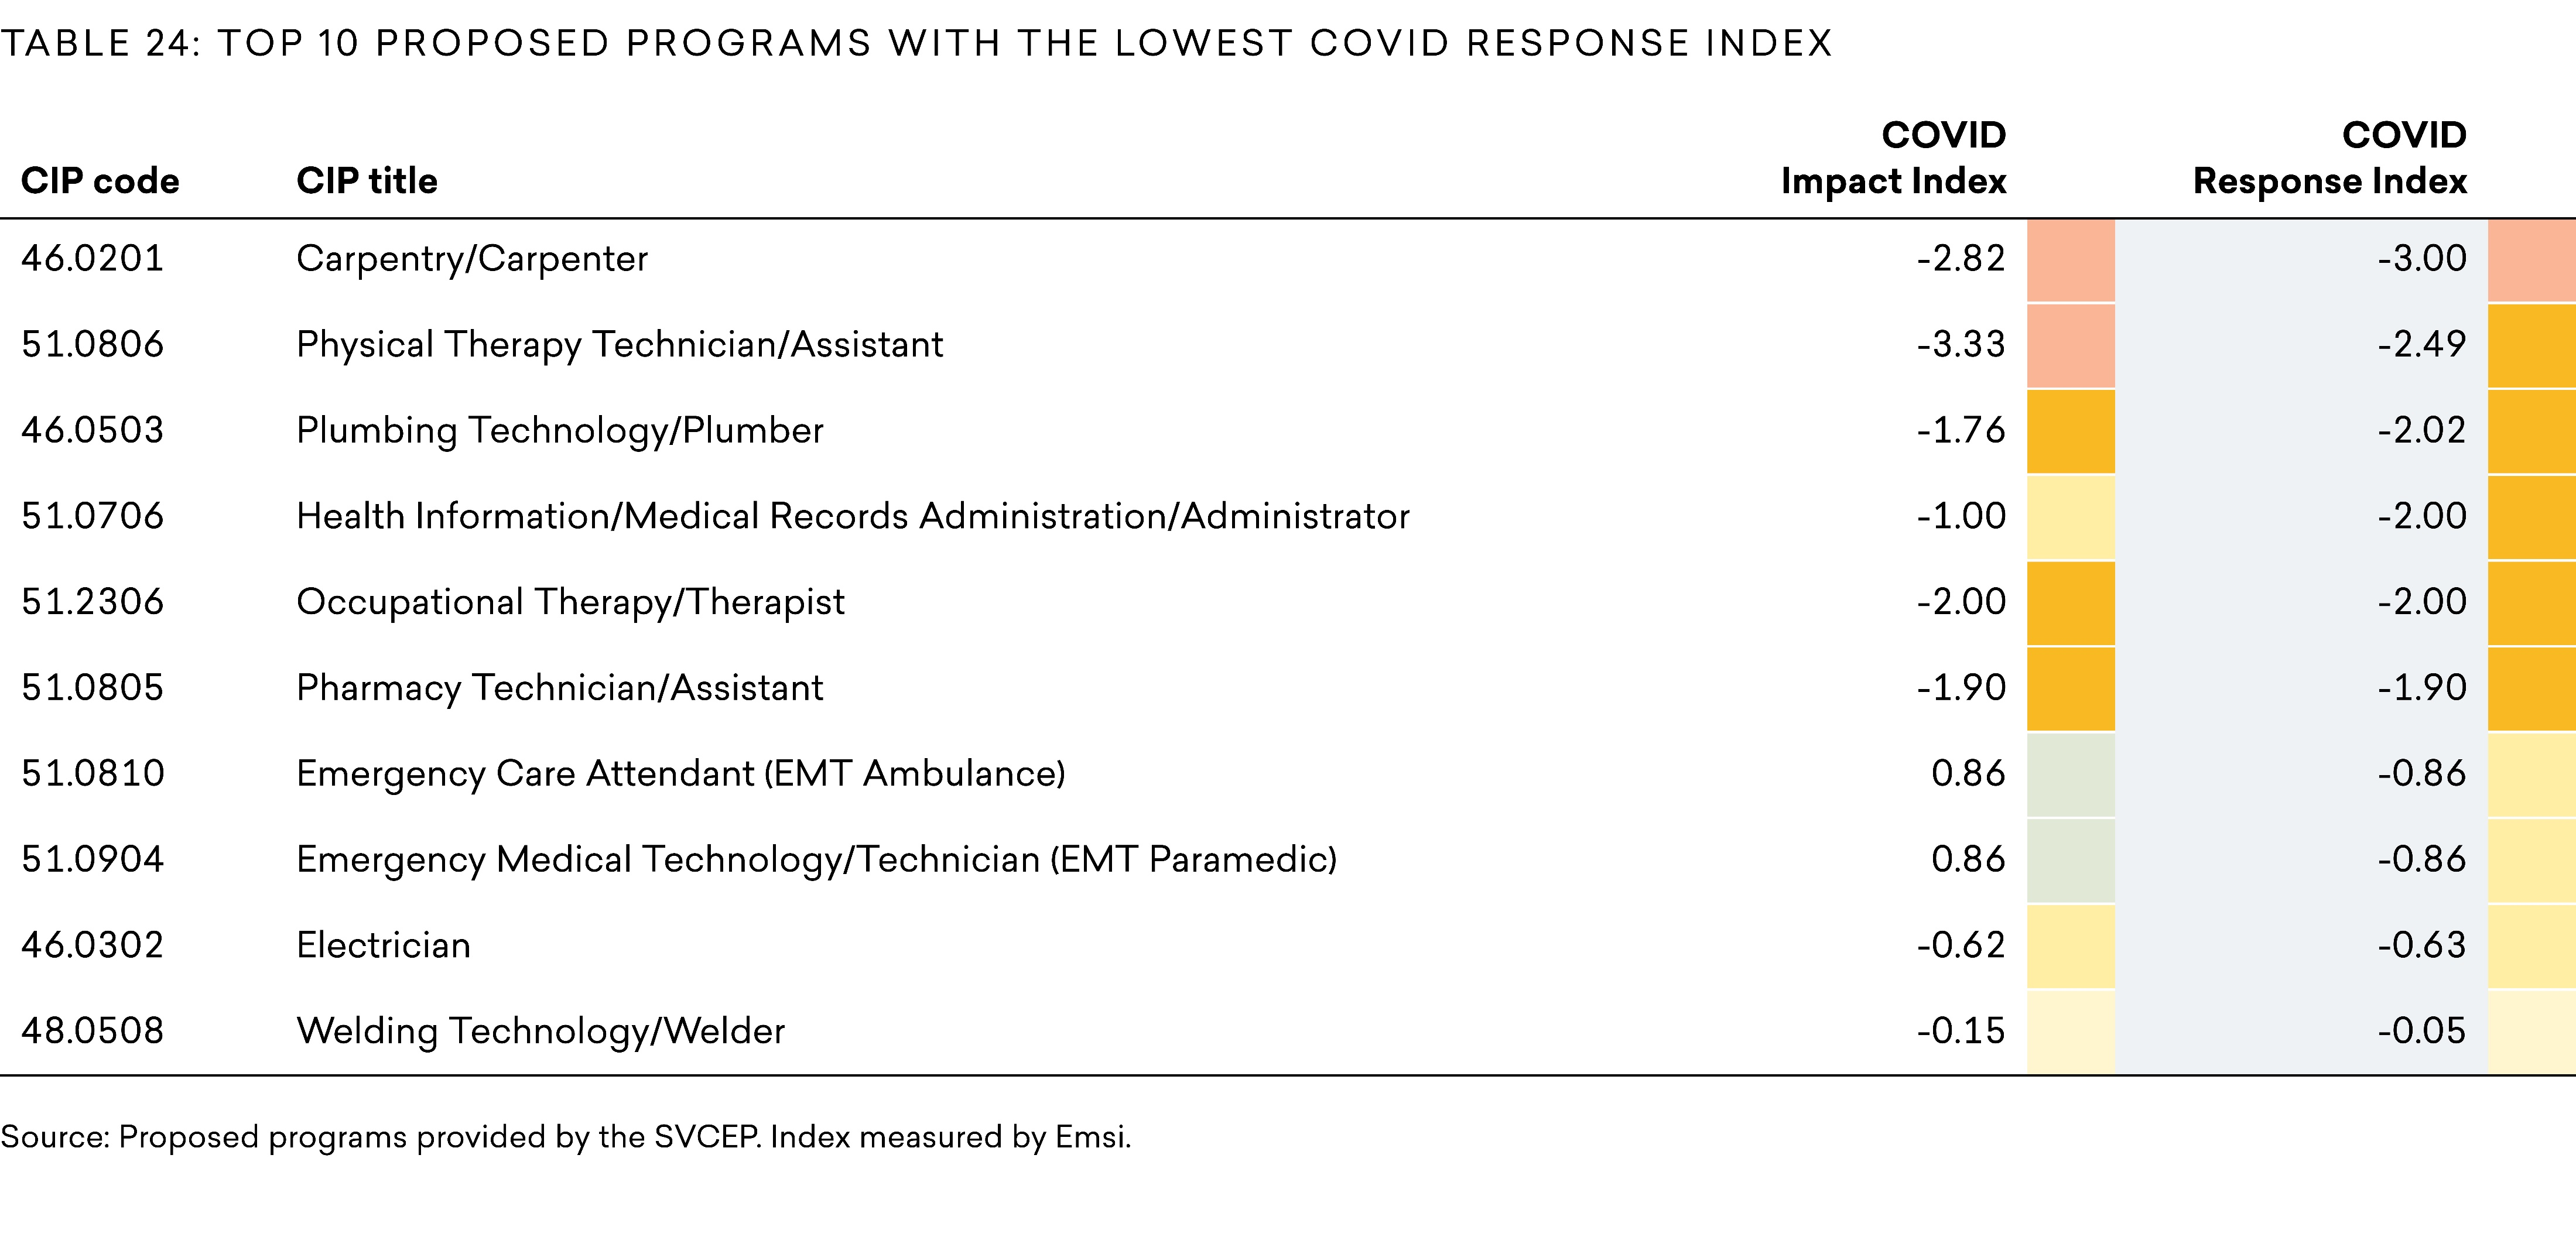 TABLE 24: TOP 10 PROPOSED PROGRAMS WITH THE LOWEST COVID RESPONSE INDEX
CIP code CIP title COVID Impact Index COVID Response Index
46.0201 Carpentry/Carpenter -2.82 -3.00
51.0806 Physical Therapy Technician/Assistant -3.33 -2.49
46.0503 Plumbing Technology/Plumber -1.76 -2.02
51.0706 Health Information/Medical Records Administration/Administrator -1.00 -2.00
51.2306 Occupational Therapy/Therapist -2.00 -2.00
51.0805 Pharmacy Technician/Assistant -1.90 -1.90
51.0810 Emergency Care Attendant (EMT Ambulance) 0.86 -0.86
51.0904 Emergency Medical Technology/Technician (EMT Paramedic) 0.86 -0.86
46.0302 Electrician -0.62 -0.63
48.0508 Welding Technology/Welder -0.15 -0.05
Source: Proposed programs provided by the SVCEP. Index measured by Emsi.